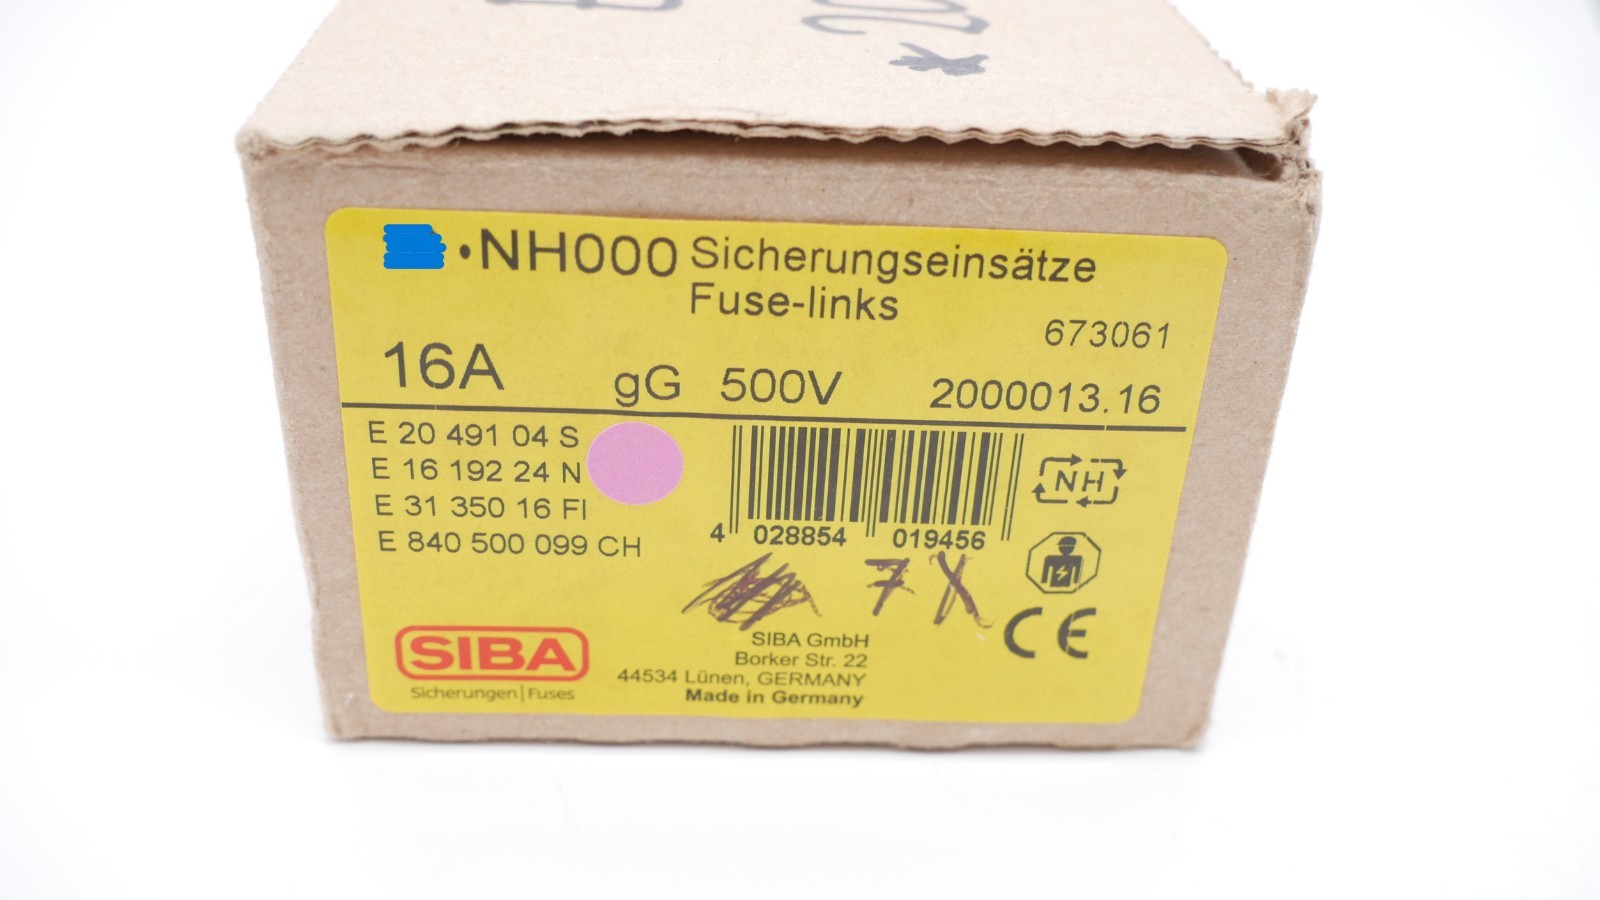 •NH000 Sicherungseinsätze
Fuse-links
673061
16A gG 500V 2000013.16
E 20 491 04 S
E 16 192 24 N
E 31 350 16 FI
E 840 500 099 CH
4 028854 019456
NH
7X
SIBA
Sicherungen|Fuses
SIBA GmbH
Borker Str. 22
44534 Lünen, GERMANY
Made in Germany
CE